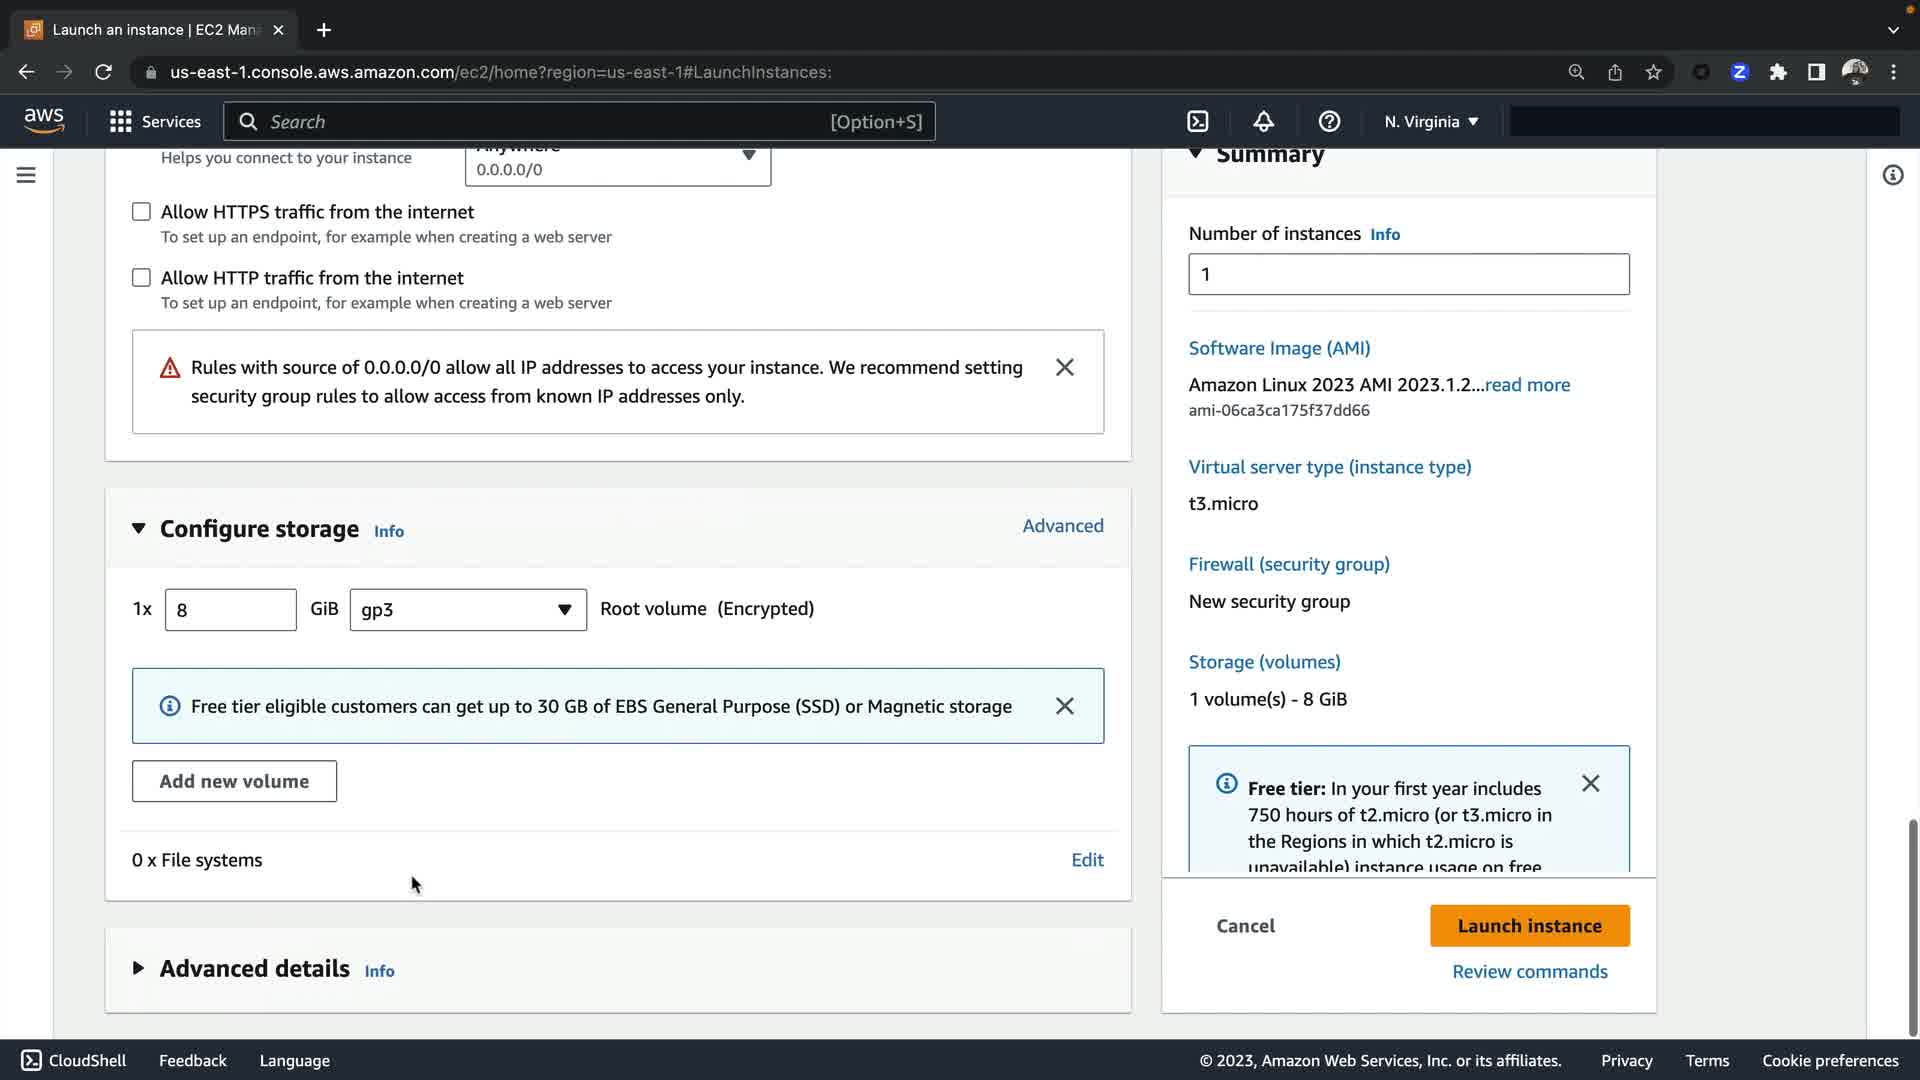 Launch an instance | EC2 Man
us-east-1.console.aws.amazon.com/ec2/home?region=us-east-1#LaunchInstances:
aws
Services
Search
[Option+S]
N. Virginia
Helps you connect to your instance
Anywhere
0.0.0.0/0
Allow HTTPS traffic from the internet
To set up an endpoint, for example when creating a web server
Allow HTTP traffic from the internet
To set up an endpoint, for example when creating a web server
Rules with source of 0.0.0.0/0 allow all IP addresses to access your instance. We recommend setting
security group rules to allow access from known IP addresses only.
Configure storage Info
Advanced
1x 8 GiB gp3 Root volume (Encrypted)
Free tier eligible customers can get up to 30 GB of EBS General Purpose (SSD) or Magnetic storage
Add new volume
0 x File systems
Edit
Advanced details Info
Summary
Number of instances Info
1
Software Image (AMI)
Amazon Linux 2023 AMI 2023.1.2...read more
ami-06ca3ca175f37dd66
Virtual server type (instance type)
t3.micro
Firewall (security group)
New security group
Storage (volumes)
1 volume(s) - 8 GiB
Free tier: In your first year includes
750 hours of t2.micro (or t3.micro in
the Regions in which t2.micro is
unavailable) instance usage on free
Cancel
Launch instance
Review commands
CloudShell
Feedback
Language
© 2023, Amazon Web Services, Inc. or its affiliates.
Privacy
Terms
Cookie preferences